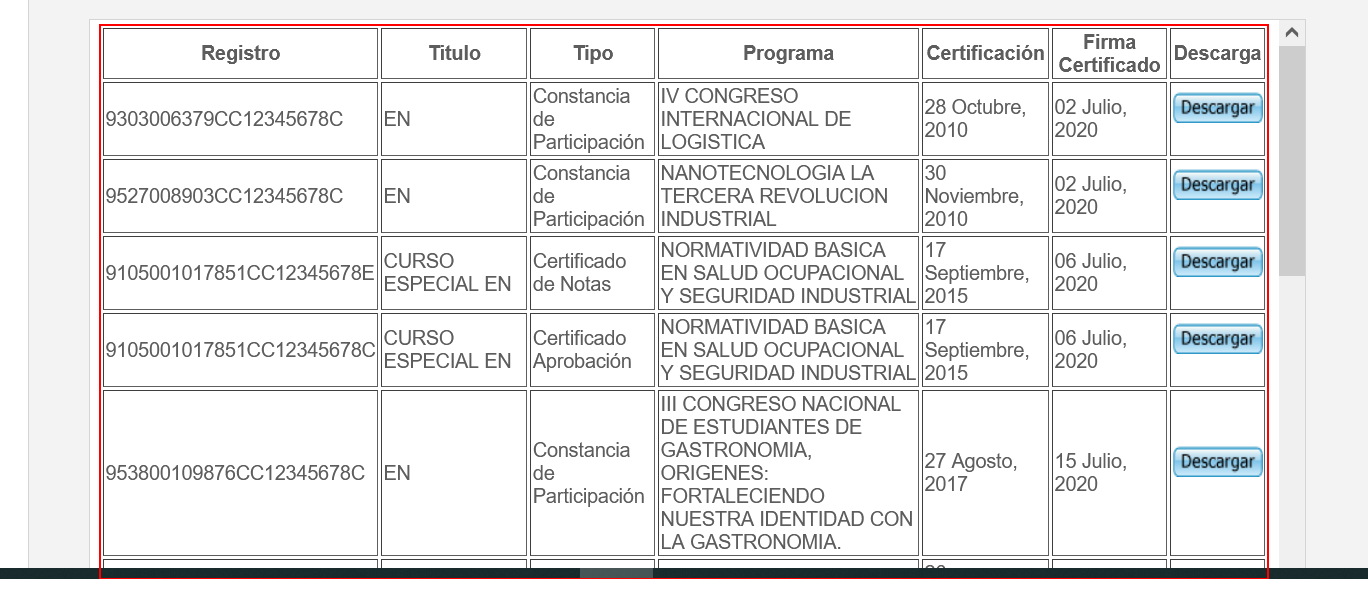 Registro Titulo Tipo Programa Certificación Firma Certificado Descarga
9303006379CC12345678C EN Constancia de Participación IV CONGRESO INTERNACIONAL DE LOGISTICA 28 Octubre, 2010 02 Julio, 2020 Descargar
9527008903CC12345678C EN Constancia de Participación NANOTECNOLOGIA LA TERCERA REVOLUCION INDUSTRIAL 30 Noviembre, 2010 02 Julio, 2020 Descargar
9105001017851CC12345678E CURSO ESPECIAL EN Certificado de Notas NORMATIVIDAD BASICA EN SALUD OCUPACIONAL Y SEGURIDAD INDUSTRIAL 17 Septiembre, 2015 06 Julio, 2020 Descargar
9105001017851CC12345678C CURSO ESPECIAL EN Certificado Aprobación NORMATIVIDAD BASICA EN SALUD OCUPACIONAL Y SEGURIDAD INDUSTRIAL 17 Septiembre, 2015 06 Julio, 2020 Descargar
953800109876CC12345678C EN Constancia de Participación III CONGRESO NACIONAL DE ESTUDIANTES DE GASTRONOMIA, ORIGENES: FORTALECIENDO NUESTRA IDENTIDAD CON LA GASTRONOMIA. 27 Agosto, 2017 15 Julio, 2020 Descargar